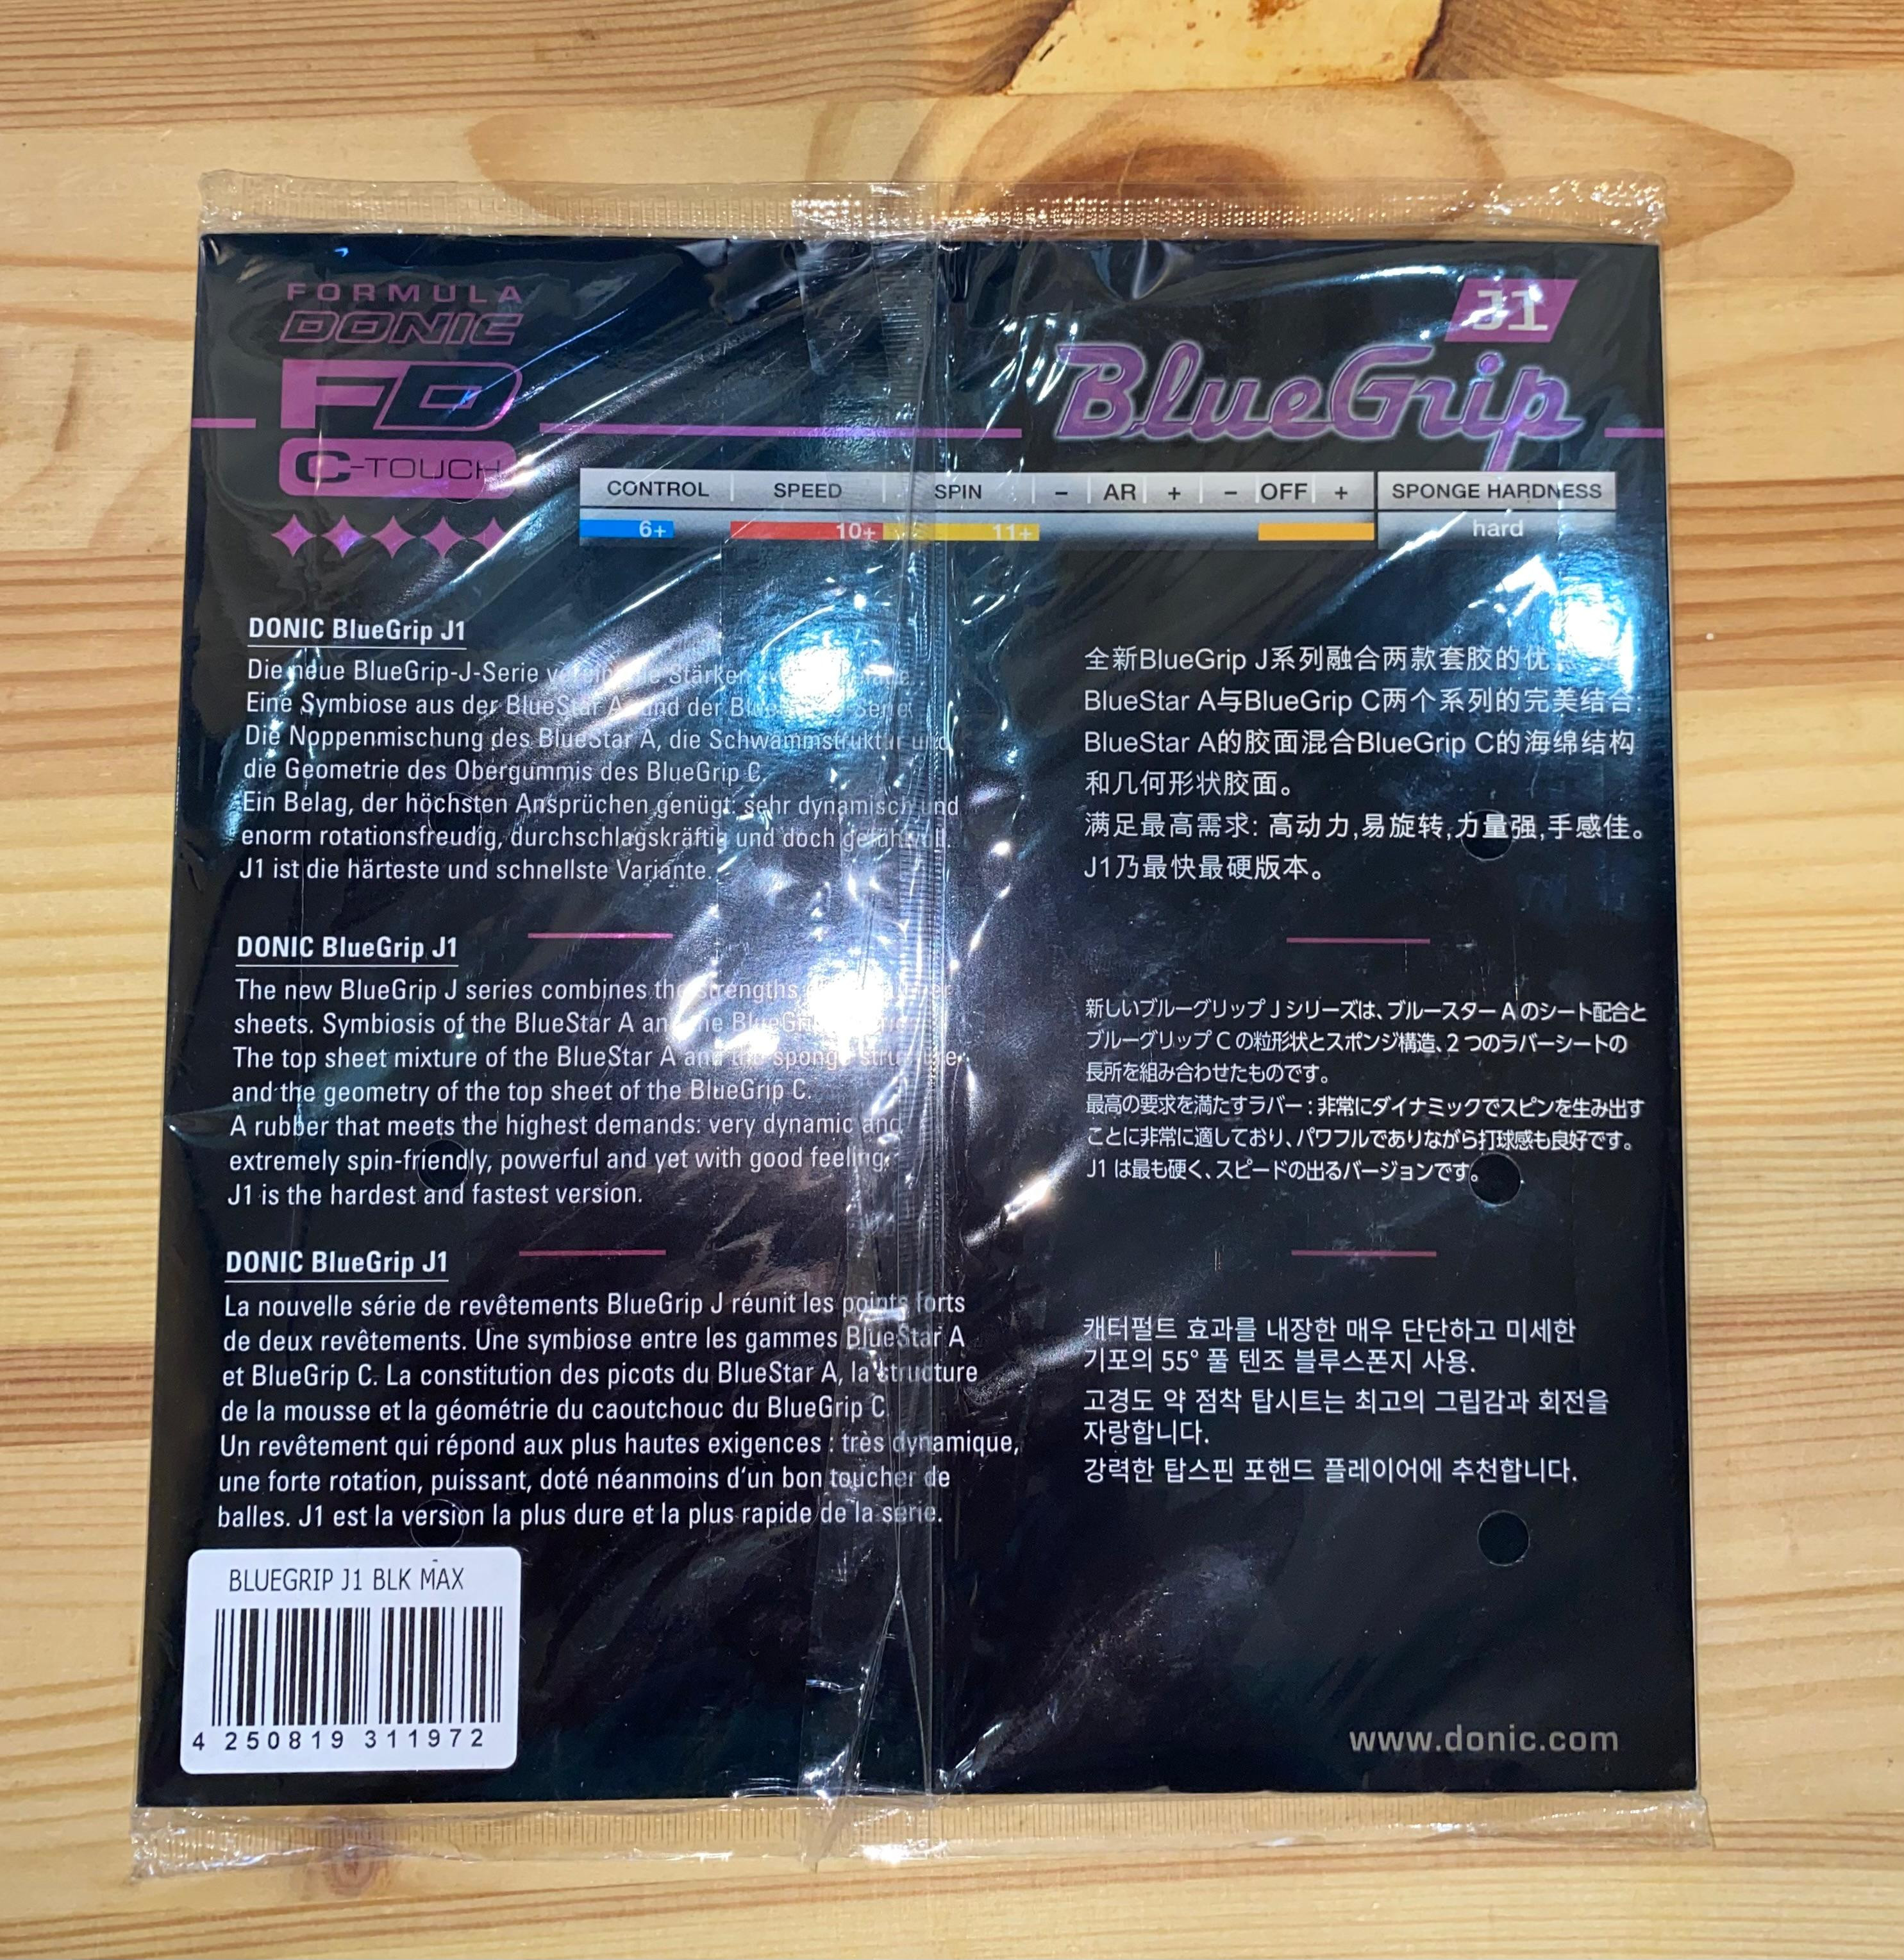 FORMULA
DONIC
FD
C-TOUCH
J1
BlueGrip
CONTROL SPEED SPIN - AR + - OFF + SPONGE HARDNESS
6+ 10+ 11+ hard
DONIC BlueGrip J1
Die neue BlueGrip-J-Serie Stärken
Eine Symbiose aus der BlueStar A und der Serie
Die Noppenmischung des BlueStar A, die Schwammstruktur und
die Geometrie des Obergummis des BlueGrip C.
Ein Belag, der höchsten Ansprüchen genügt: sehr dynamisch und
enorm rotationsfreudig, durchschlagskräftig und doch gefühlvoll.
J1 ist die härteste und schnellste Variante.
DONIC BlueGrip J1
The new BlueGrip J series combines the strengths
sheets. Symbiosis of the BlueStar A and the
The top sheet mixture of the BlueStar A and the sponge structure
and the geometry of the top sheet of the BlueGrip C.
A rubber that meets the highest demands: very dynamic and
extremely spin-friendly, powerful and yet with good feeling.
J1 is the hardest and fastest version.
DONIC BlueGrip J1
La nouvelle série de revêtements BlueGrip J réunit les points forts
de deux revêtements. Une symbiose entre les gammes BlueStar A
et BlueGrip C. La constitution des picots du BlueStar A, la structure
de la mousse et la géométrie du caoutchouc du BlueGrip C
Un revêtement qui répond aux plus hautes exigences : très dynamique,
une forte rotation, puissant, doté néanmoins d'un bon toucher de
balles. J1 est la version la plus dure et la plus rapide de la série.
BLUEGRIP J1 BLK MAX
4 250819 311972
全新BlueGrip J系列融合两款套胶的优
BlueStar A与BlueGrip C两个系列的完美结合:
BlueStar A的胶面混合BlueGrip C的海绵结构
和几何形状胶面。
满足最高需求: 高动力,易旋转,力量强,手感佳。
J1乃最快最硬版本。
新しいブルーグリップ J シリーズは、ブルースター A のシート配合と
ブルーグリップ C の粒形状とスポンジ構造、2 つのラバーシートの
長所を組み合わせたものです。
最高の要求を満たすラバー : 非常にダイナミックでスピンを生み出す
ことに非常に適しており、パワフルでありながら打球感も良好です。
J1 は最も硬く、スピードの出るバージョンです。
캐터펄트 효과를 내장한 매우 단단하고 미세한
기포의 55° 풀 텐조 블루스폰지 사용.
고경도 약 점착 탑시트는 최고의 그립감과 회전을
자랑합니다.
강력한 탑스핀 포핸드 플레이어에 추천합니다.
www.donic.com